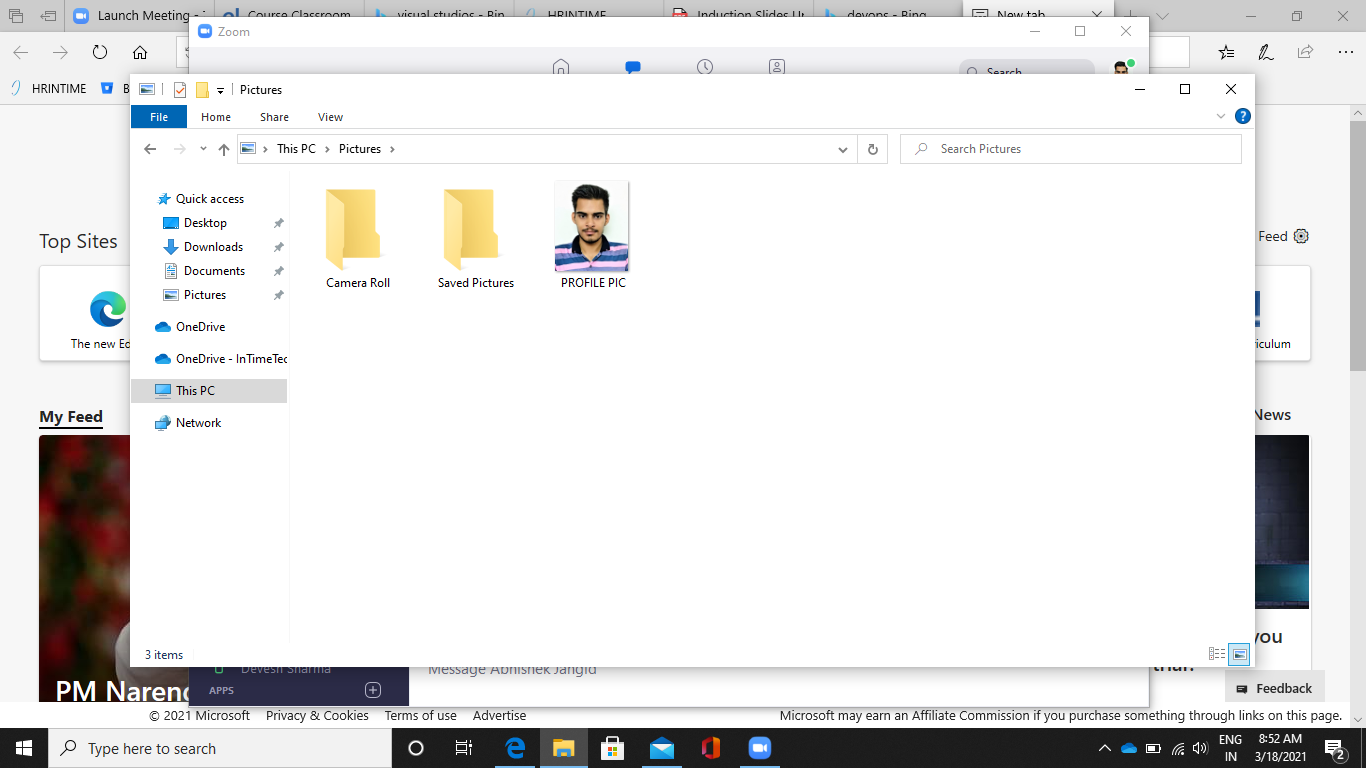 Launch Meeting - Z
Course Classroom
visual studios - Bin
HRINTIME
Induction Slides Up
devops - Bing
New tab
Zoom
Search
HRINTIME
B
Pictures
File
Home
Share
View
This PC
Pictures
Search Pictures
Quick access
Desktop
Downloads
Documents
Pictures
OneDrive
OneDrive - InTimeTec
This PC
Network
Camera Roll
Saved Pictures
PROFILE PIC
Top Sites
Feed
The new Ed
iculum
My Feed
News
PM Narend
you
3 items
Devesh Sharma
Message Abhishek Jangid
APPS
Feedback
© 2021 Microsoft Privacy & Cookies Terms of use Advertise
Microsoft may earn an Affiliate Commission if you purchase something through links on this page.
Type here to search
ENG
IN
8:52 AM
3/18/2021
2